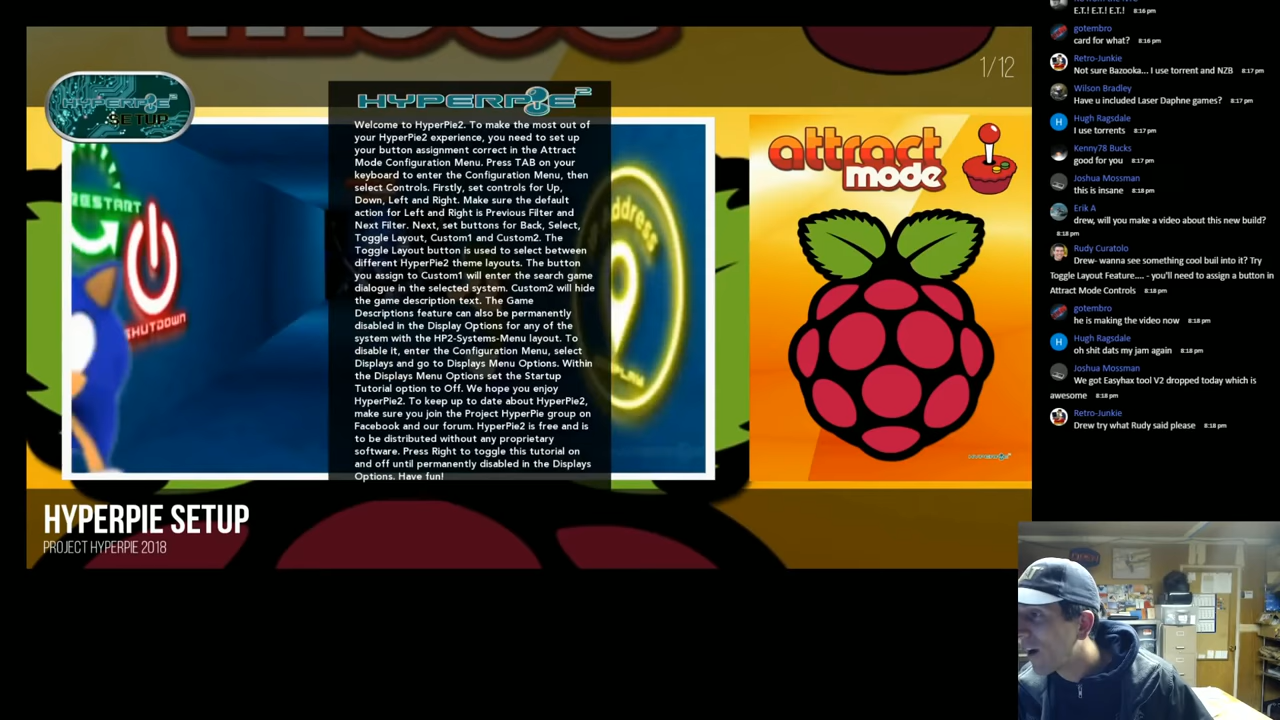 1/12
HYPERPIE2
SETUP
HYPERPIE2
Welcome to HyperPie2. To make the most out of
your HyperPie2 experience, you need to set up
your button assignment correct in the Attract
Mode Configuration Menu. Press TAB on your
keyboard to enter the Configuration Menu, then
select Controls. Firstly, set controls for Up,
Down, Left and Right. Make sure the default
action for Left and Right is Previous Filter and
Next Filter. Next, set buttons for Back, Select,
Toggle Layout, Custom1 and Custom2. The
Toggle Layout button is used to select between
different HyperPie2 theme layouts. The button
you assign to Custom1 will enter the search game
dialogue in the selected system. Custom2 will hide
the game description text. The Game
Descriptions feature can also be permanently
disabled in the Display Options for any of the
system with the HP2-Systems-Menu layout. To
disable it, enter the Configuration Menu, select
Displays and go to Displays Menu Options. Within
the Displays Menu Options set the Startup
Tutorial option to Off. We hope you enjoy
HyperPie2. To keep up to date about HyperPie2,
make sure you join the Project HyperPie group on
Facebook and our forum. HyperPie2 is free and is
to be distributed without any proprietary
software. Press Right to toggle this tutorial on
and off until permanently disabled in the Displays
Options. Have fun!
RESTART
SHUTDOWN
attract
mode
HYPERPIE SETUP
PROJECT HYPERPIE 2018
E.T.! E.T.! E.T.! 8:16 pm
gotembro
card for what? 8:16 pm
Retro-Junkie
Not sure Bazooka... I use torrent and NZB 8:17 pm
Wilson Bradley
Have u included Laser Daphne games? 8:17 pm
H Hugh Ragsdale
I use torrents 8:17 pm
Kenny78 Bucks
good for you 8:17 pm
Joshua Mossman
this is insane 8:18 pm
Erik A
drew, will you make a video about this new build?
8:18 pm
Rudy Curatolo
Drew- wanna see something cool buil into it? Try
Toggle Layout Feature.... - you'll need to assign a button in
Attract Mode Controls 8:18 pm
gotembro
he is making the video now 8:18 pm
H Hugh Ragsdale
oh shit dats my jam again 8:18 pm
Joshua Mossman
We got Easyhax tool V2 dropped today which is
awesome 8:18 pm
Retro-Junkie
Drew try what Rudy said please 8:18 pm